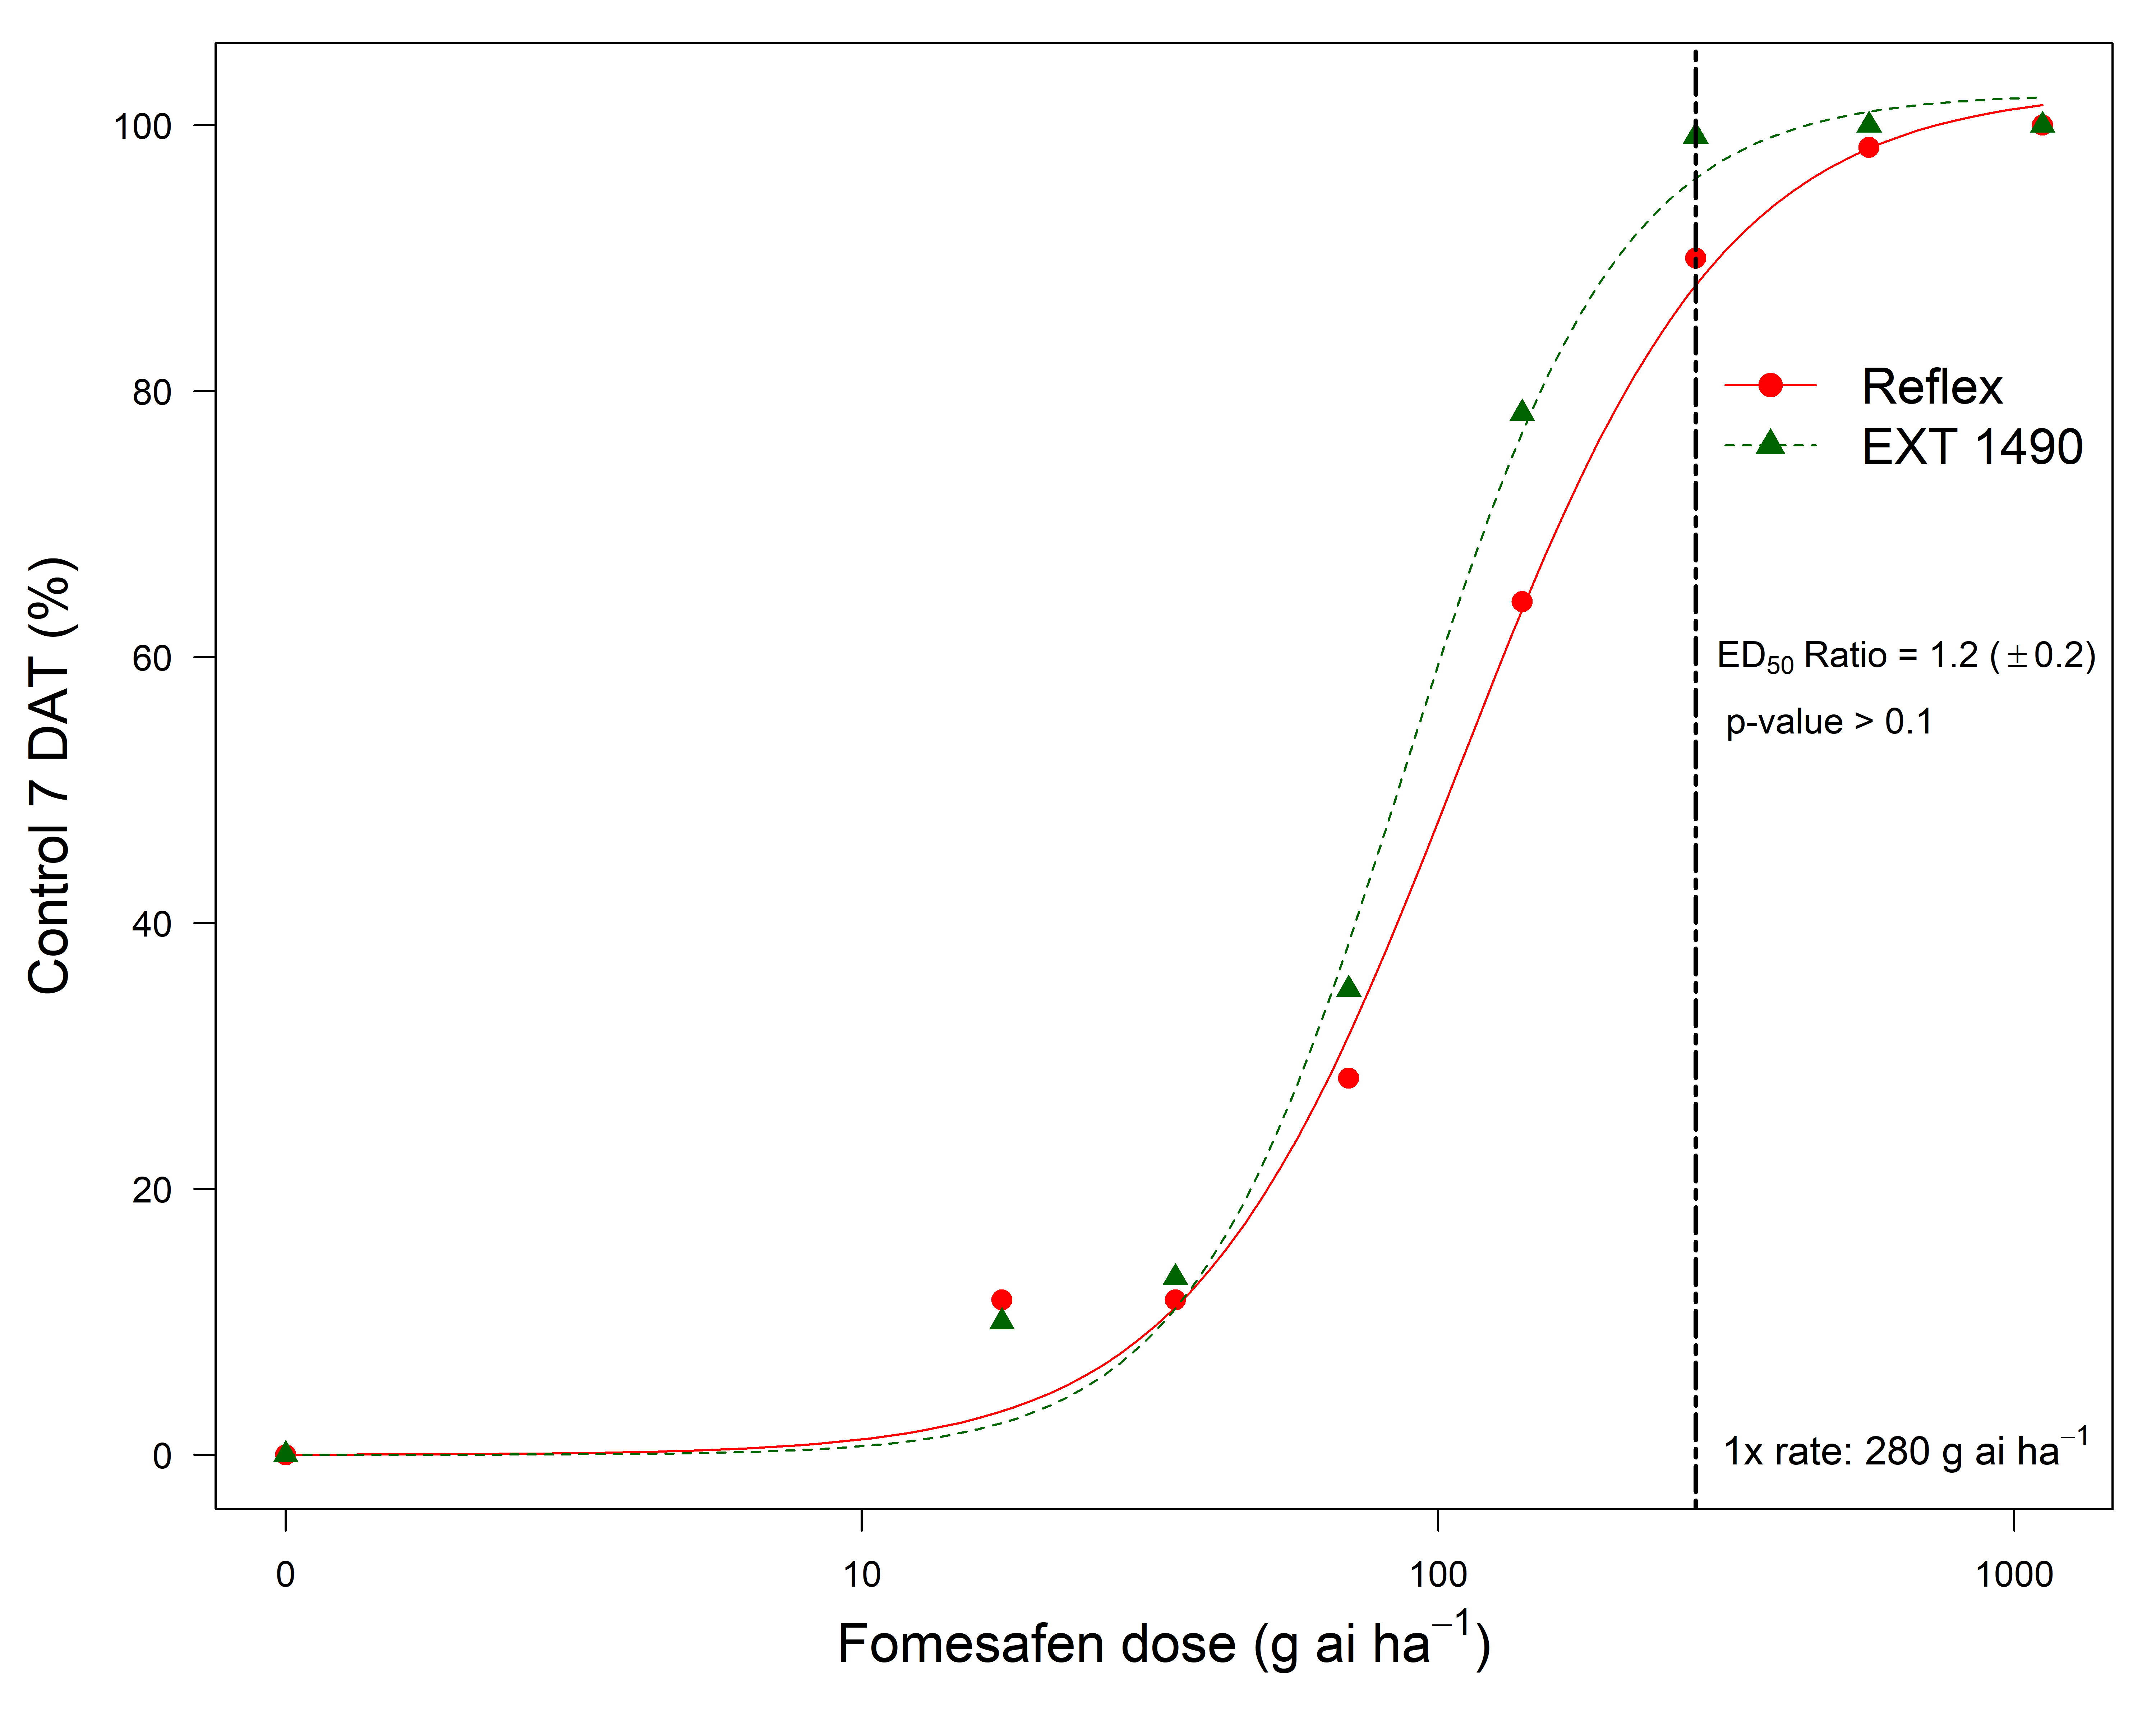 100
80
60
40
20
0
Control 7 DAT (%)
Reflex
EXT 1490
ED₅₀ Ratio = 1.2 (±0.2)
p-value > 0.1
1x rate: 280 g ai ha⁻¹
0 10 100 1000
Fomesafen dose (g ai ha⁻¹)